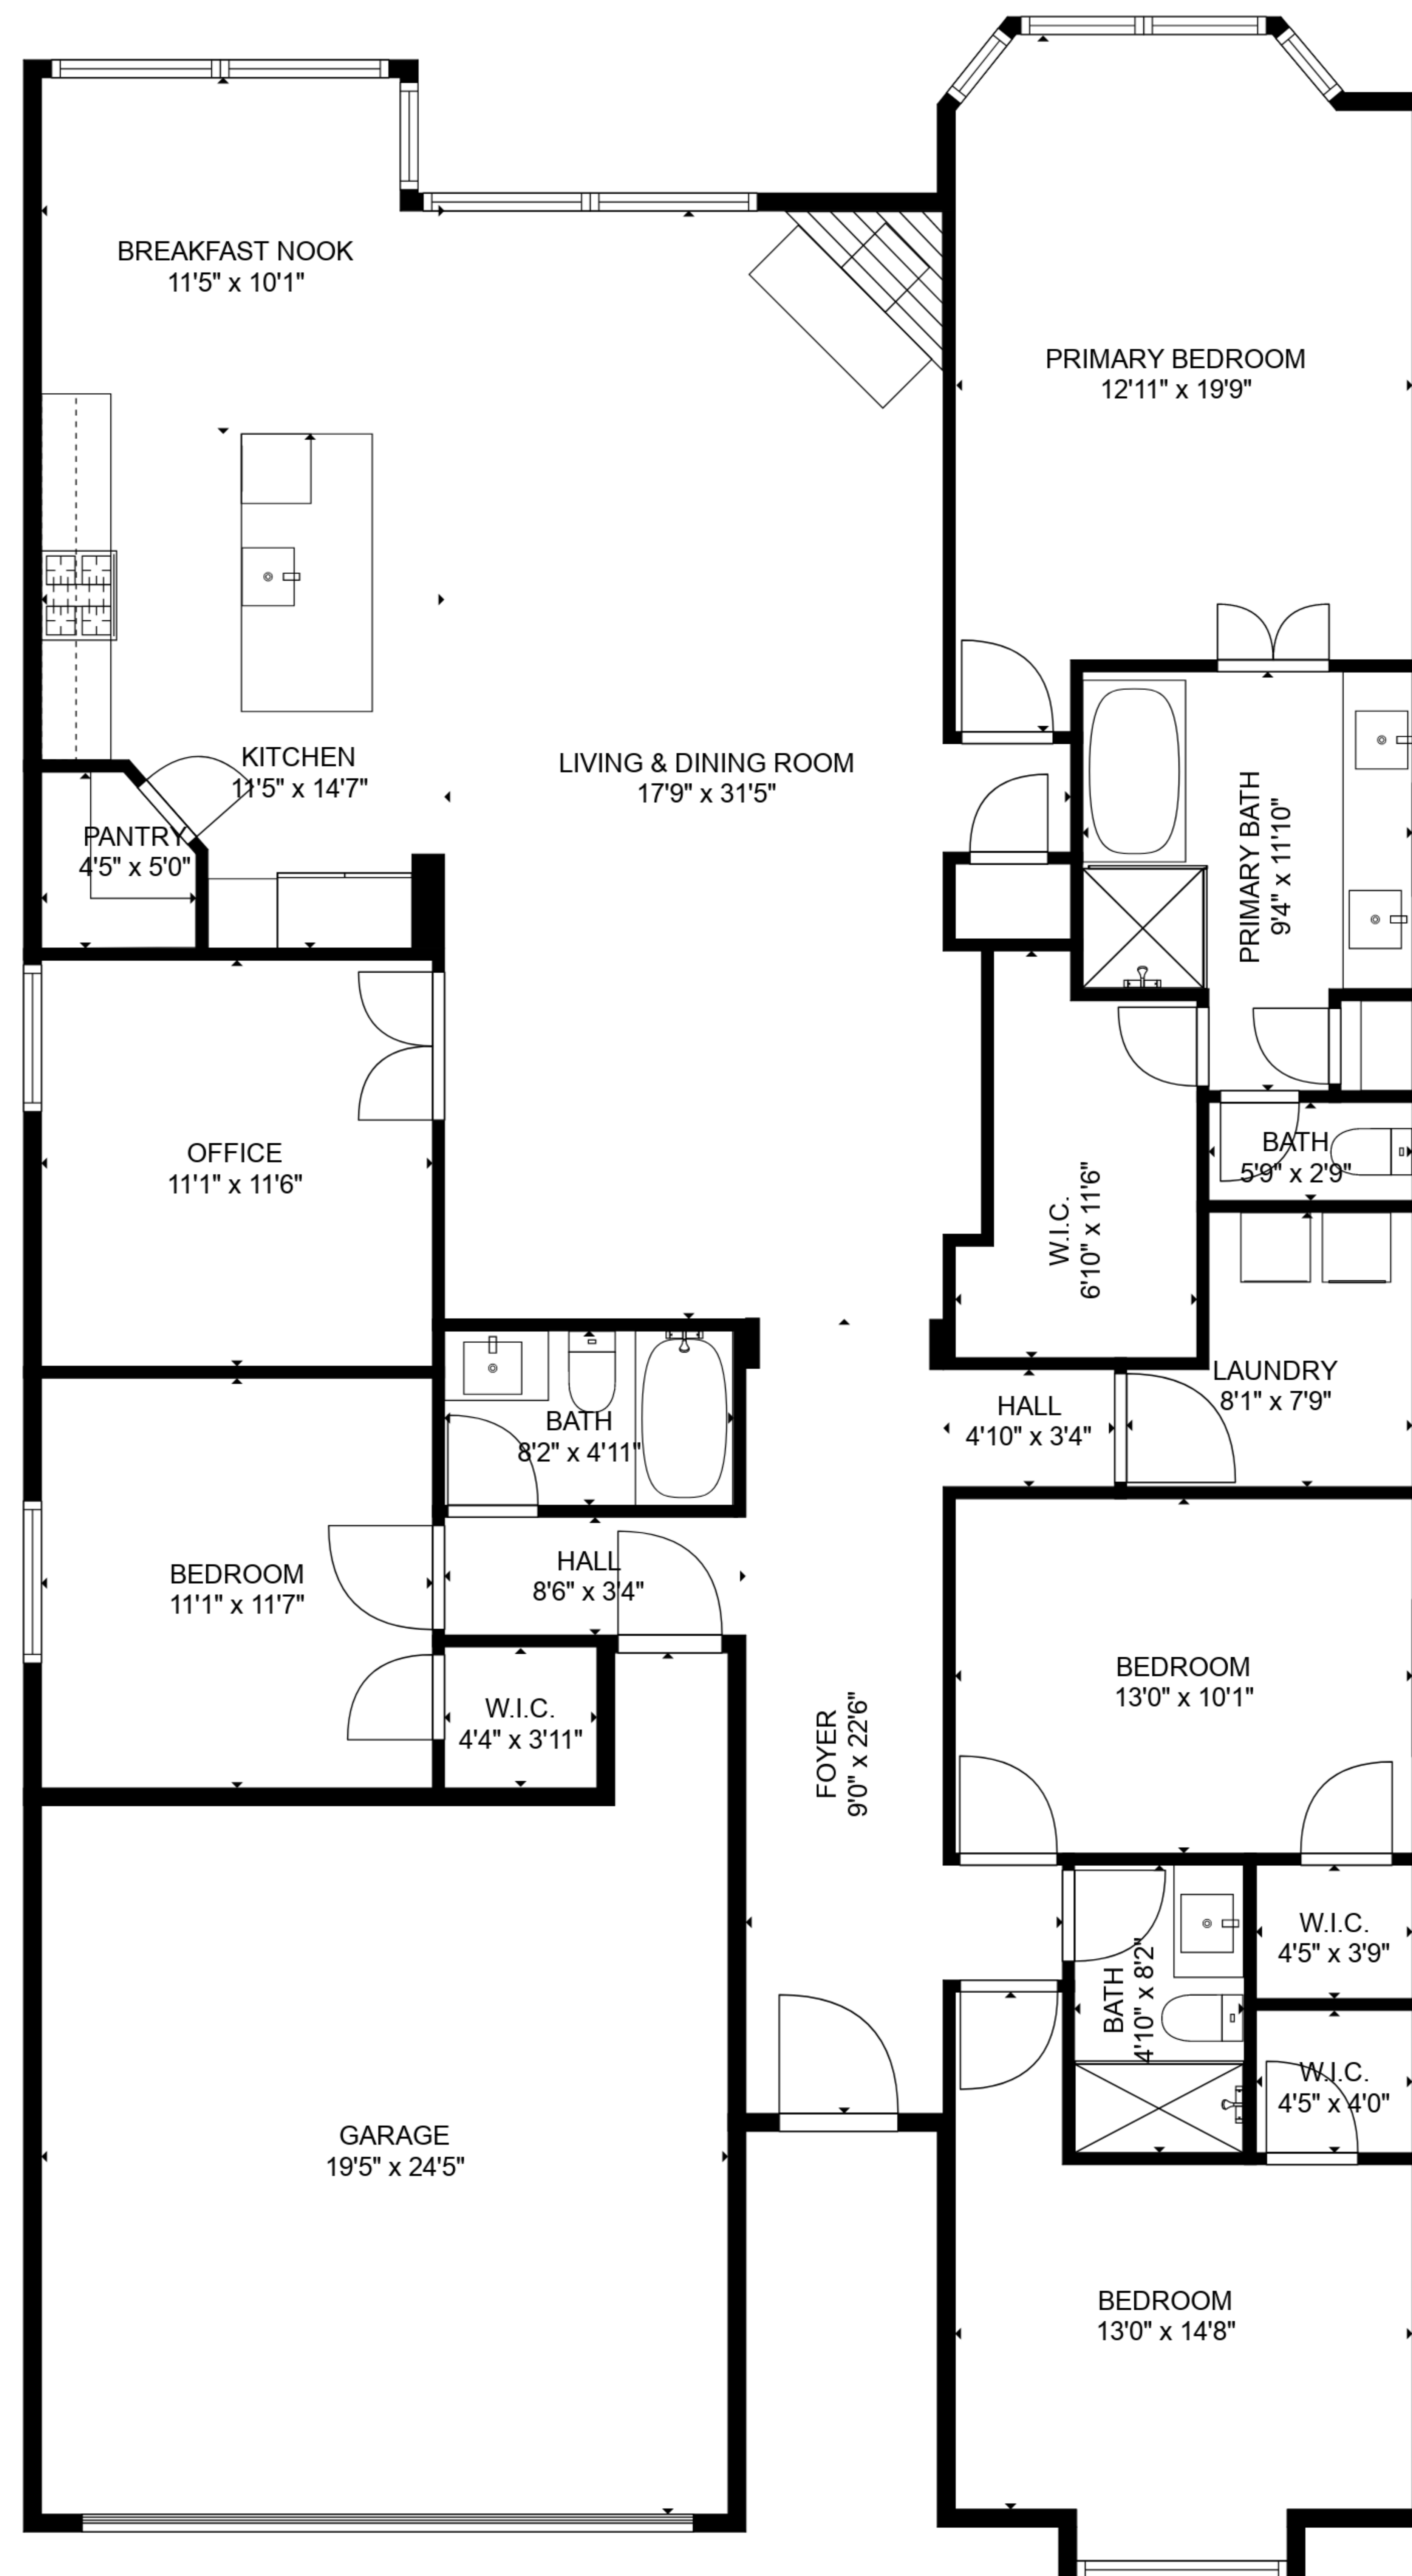 BREAKFAST NOOK
11'5" x 10'1"
PRIMARY BEDROOM
12'11" x 19'9"
KITCHEN
11'5" x 14'7"
LIVING & DINING ROOM
17'9" x 31'5"
PANTRY
4'5" x 5'0"
PRIMARY BATH
9'4" x 11'10"
OFFICE
11'1" x 11'6"
BATH
5'9" x 2'9"
W.I.C.
6'10" x 11'6"
LAUNDRY
8'1" x 7'9"
HALL
4'10" x 3'4"
BATH
8'2" x 4'11"
HALL
8'6" x 3'4"
BEDROOM
11'1" x 11'7"
W.I.C.
4'4" x 3'11"
FOYER
9'0" x 22'6"
BEDROOM
13'0" x 10'1"
W.I.C.
4'5" x 3'9"
BATH
4'10" x 8'2"
W.I.C.
4'5" x 4'0"
GARAGE
19'5" x 24'5"
BEDROOM
13'0" x 14'8"